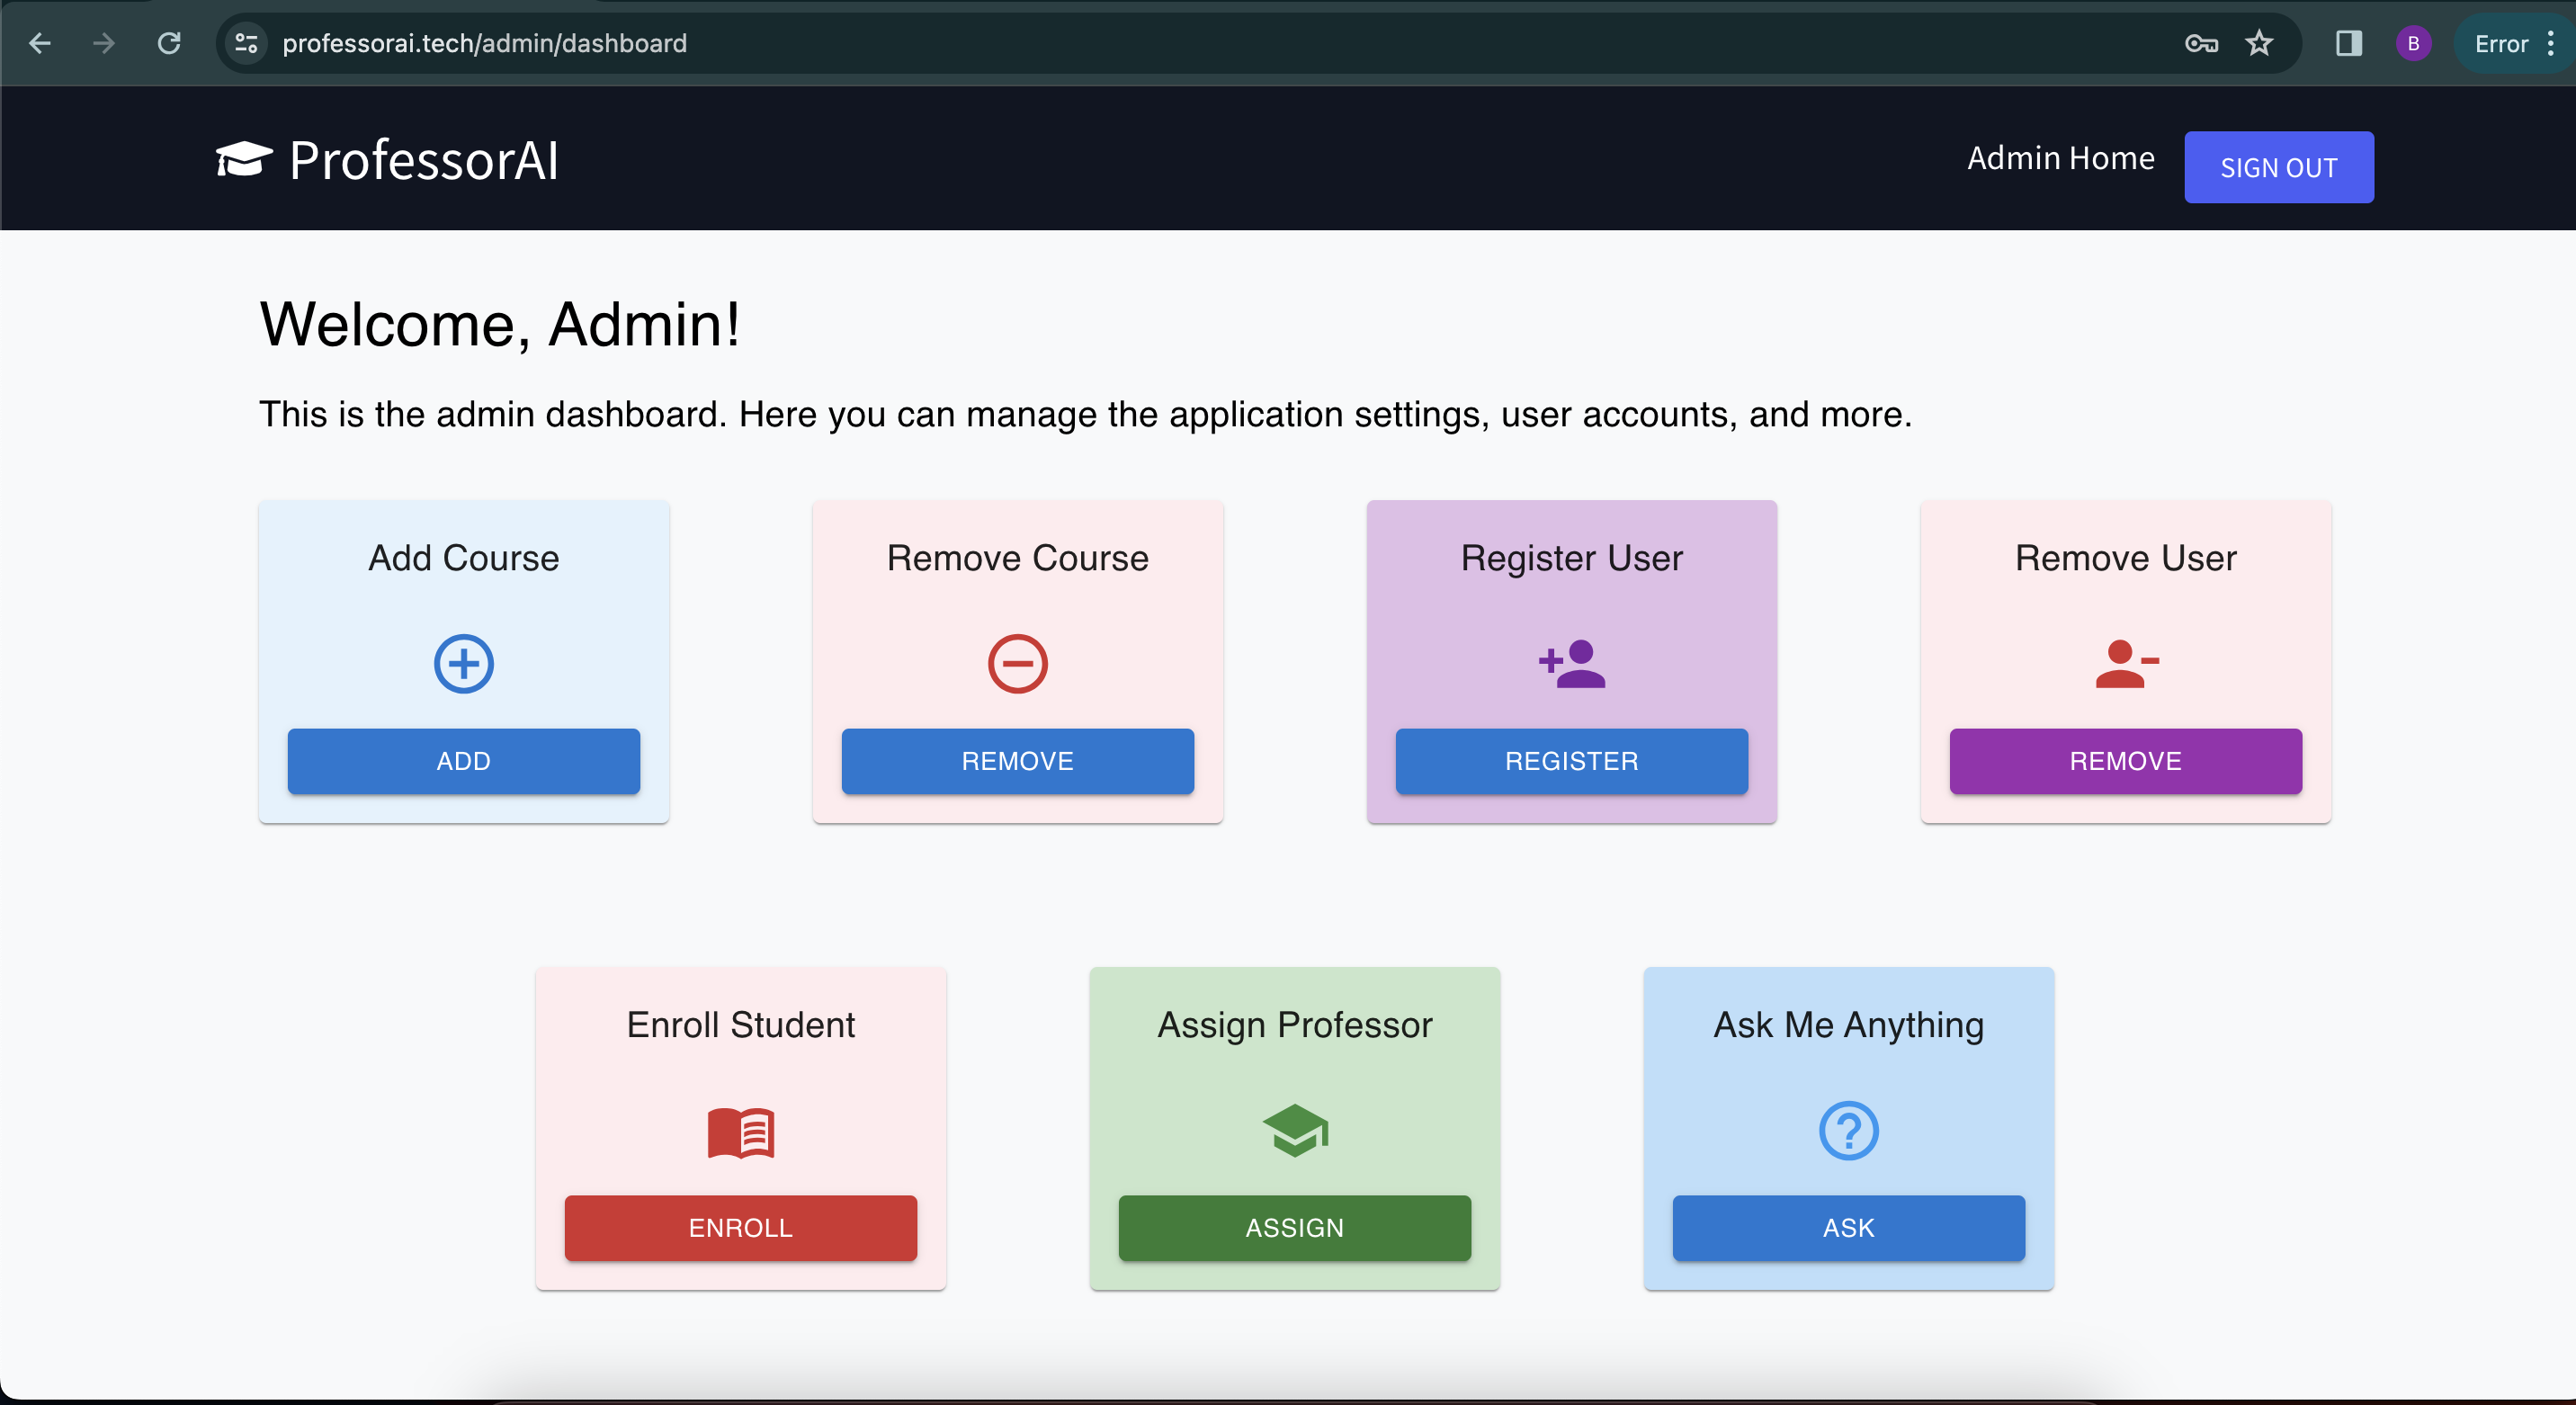 professorai.tech/admin/dashboard
B
Error
ProfessorAI
Admin Home
SIGN OUT
Welcome, Admin!
This is the admin dashboard. Here you can manage the application settings, user accounts, and more.
Add Course
Remove Course
Register User
Remove User
ADD
REMOVE
REGISTER
REMOVE
Enroll Student
Assign Professor
Ask Me Anything
ENROLL
ASSIGN
ASK